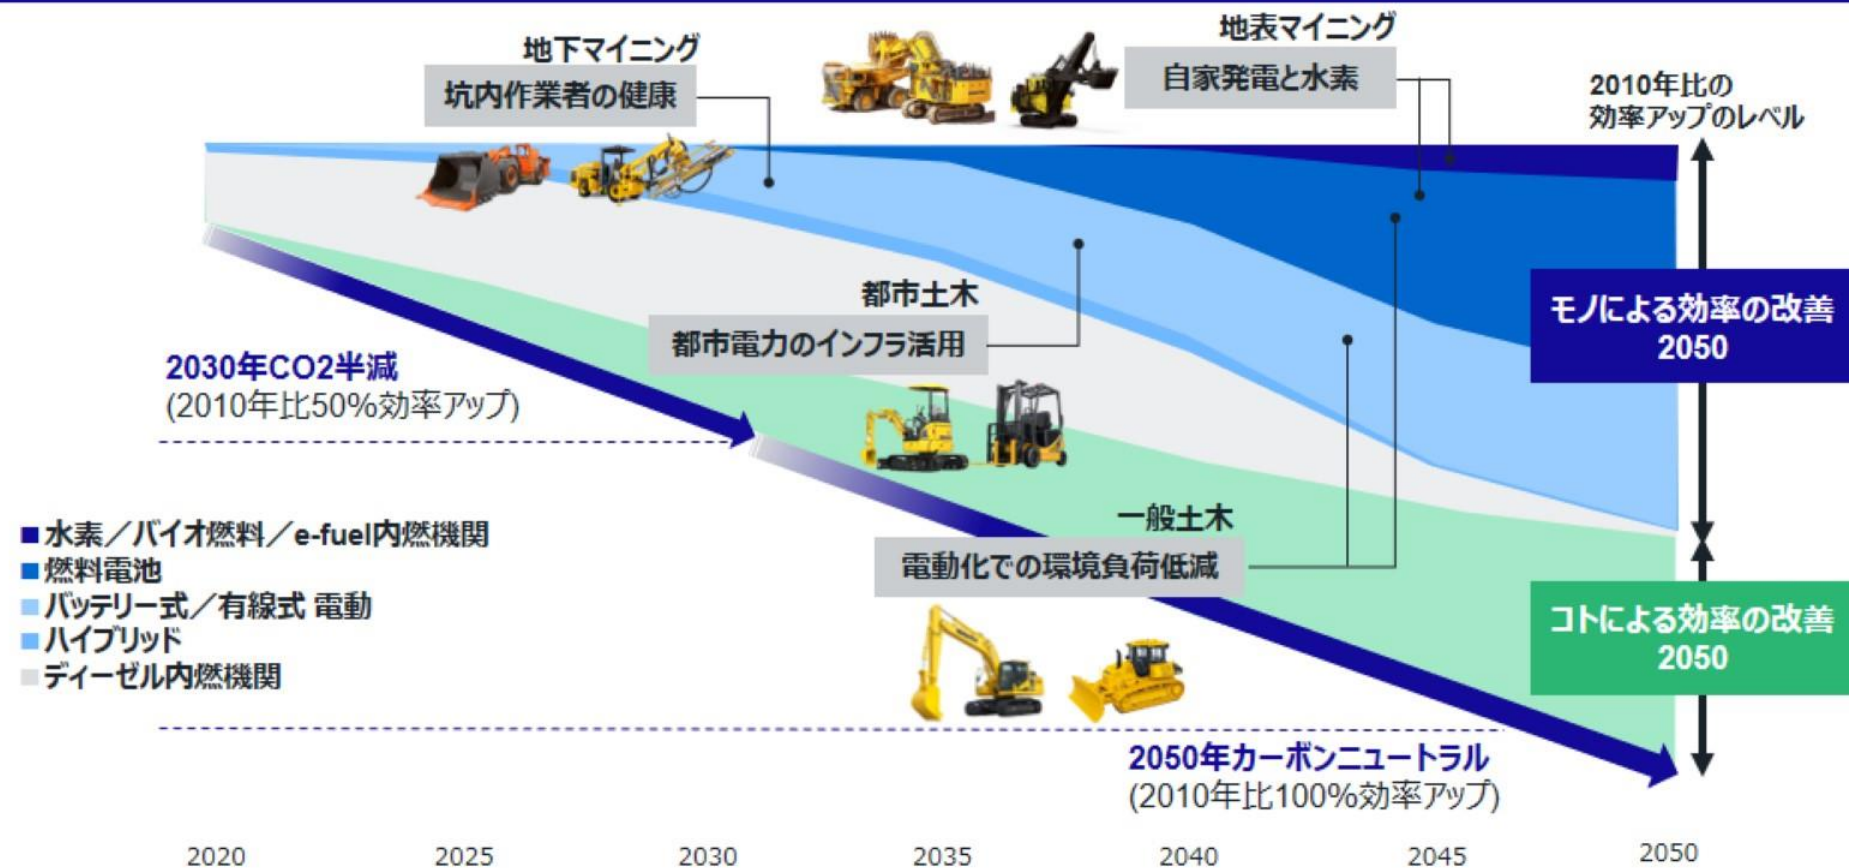 地下マイニング
坑内作業者の健康
地表マイニング
自家発電と水素
2010年比の
効率アップのレベル
都市土木
都市電力のインフラ活用
モノによる効率の改善
2050
2030年CO2半減
(2010年比50%効率アップ)
一般土木
電動化での環境負荷低減
■水素／バイオ燃料／e-fuel内燃機関
■燃料電池
■バッテリー式／有線式 電動
■ハイブリッド
■ディーゼル内燃機関
コトによる効率の改善
2050
2050年カーボンニュートラル
(2010年比100%効率アップ)
2020 2025 2030 2035 2040 2045 2050